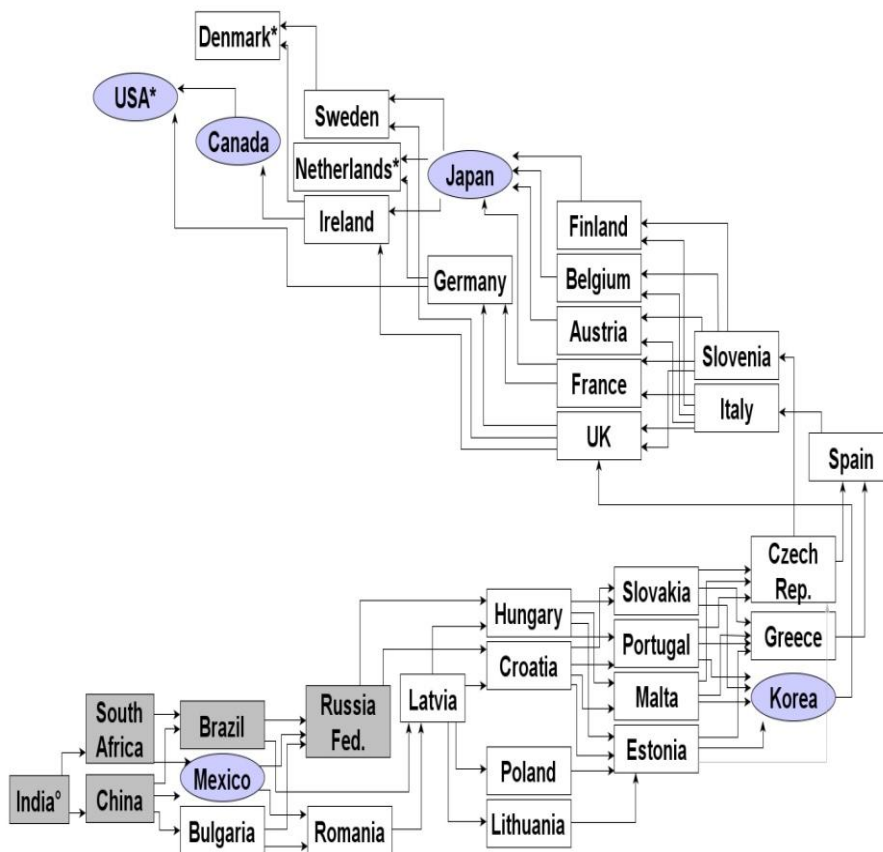 Denmark*
USA*
Canada
Sweden
Netherlands*
Japan
Ireland
Finland
Germany
Belgium
Austria
Slovenia
France
Italy
UK
Spain
Czech
Rep.
Slovakia
Hungary
Portugal
Greece
Croatia
Latvia
Malta
Korea
Russia
Fed.
South
Africa
Brazil
Estonia
Mexico
Poland
India°
China
Bulgaria
Romania
Lithuania